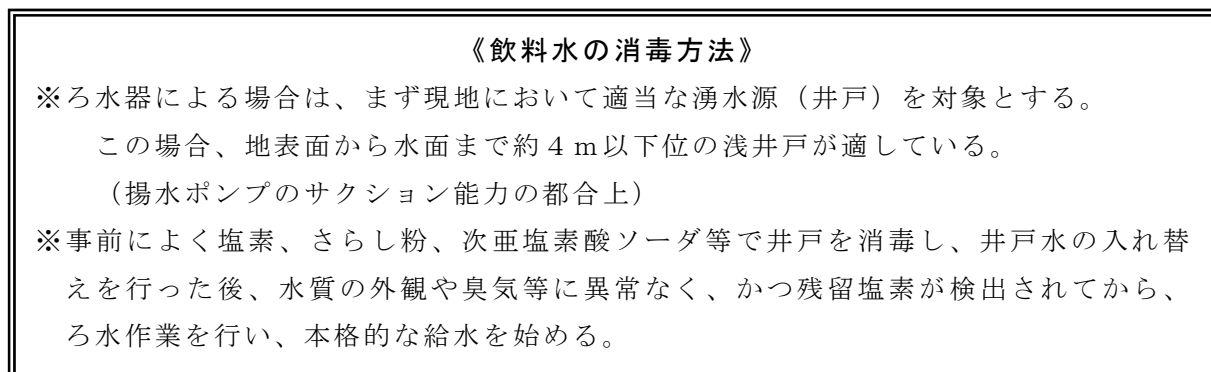 《飲料水の消毒方法》
※ろ水器による場合は、まず現地において適当な湧水源（井戸）を対象とする。
この場合、地表面から水面まで約４ｍ以下位の浅井戸が適している。
（揚水ポンプのサクション能力の都合上）
※事前によく塩素、さらし粉、次亜塩素酸ソーダ等で井戸を消毒し、井戸水の入れ替
えを行った後、水質の外観や臭気等に異常なく、かつ残留塩素が検出されてから、
ろ水作業を行い、本格的な給水を始める。